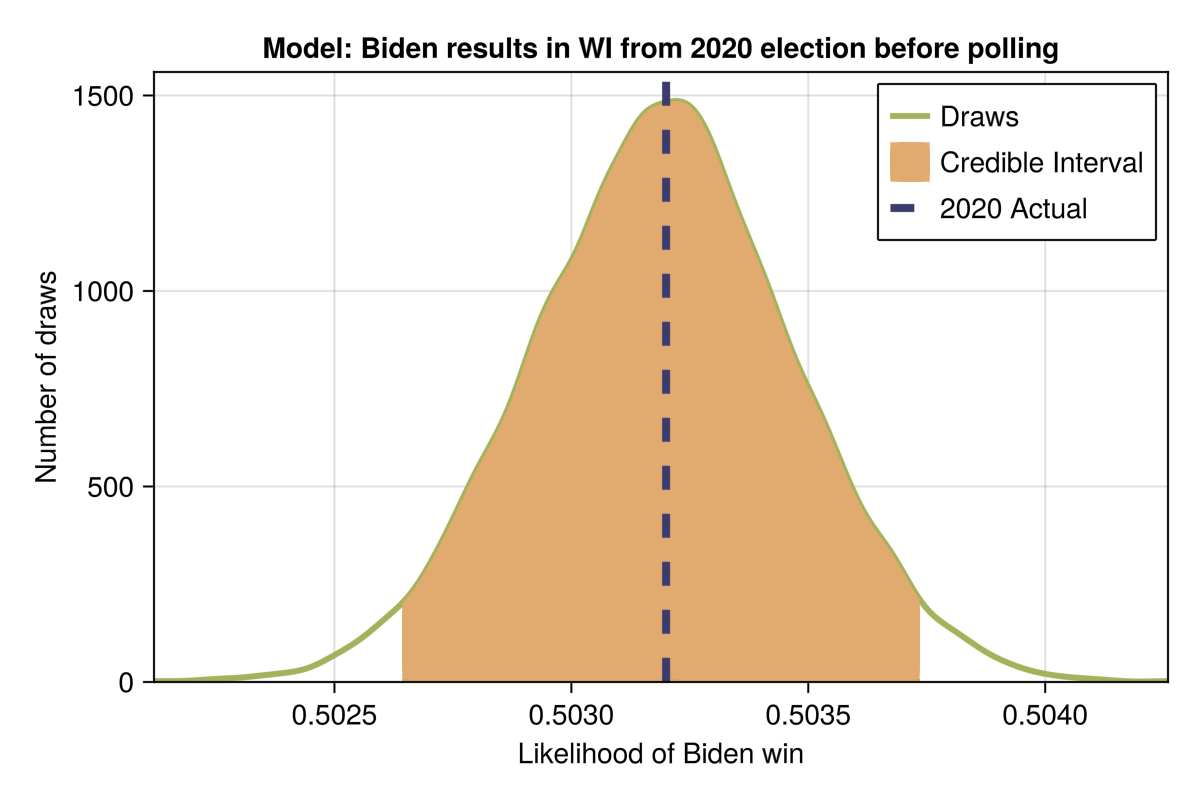 Model: Biden results in WI from 2020 election before polling
Draws
Credible Interval
2020 Actual
Number of draws
1500
1000
500
0
0.5025
0.5030
0.5035
0.5040
Likelihood of Biden win